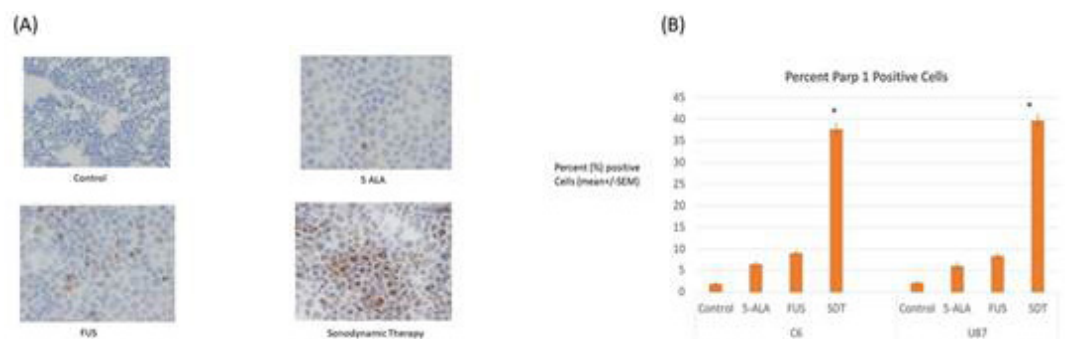 (A)
Control
5 ALA
FUS
Sonodynamic Therapy
(B)
Percent Parp 1 Positive Cells
Percent (%) positive
Cells (mean+/-SEM)
45
40
35
30
25
20
15
10
5
0
Control 5-ALA FUS SDT Control 5-ALA FUS SDT
C6 U87